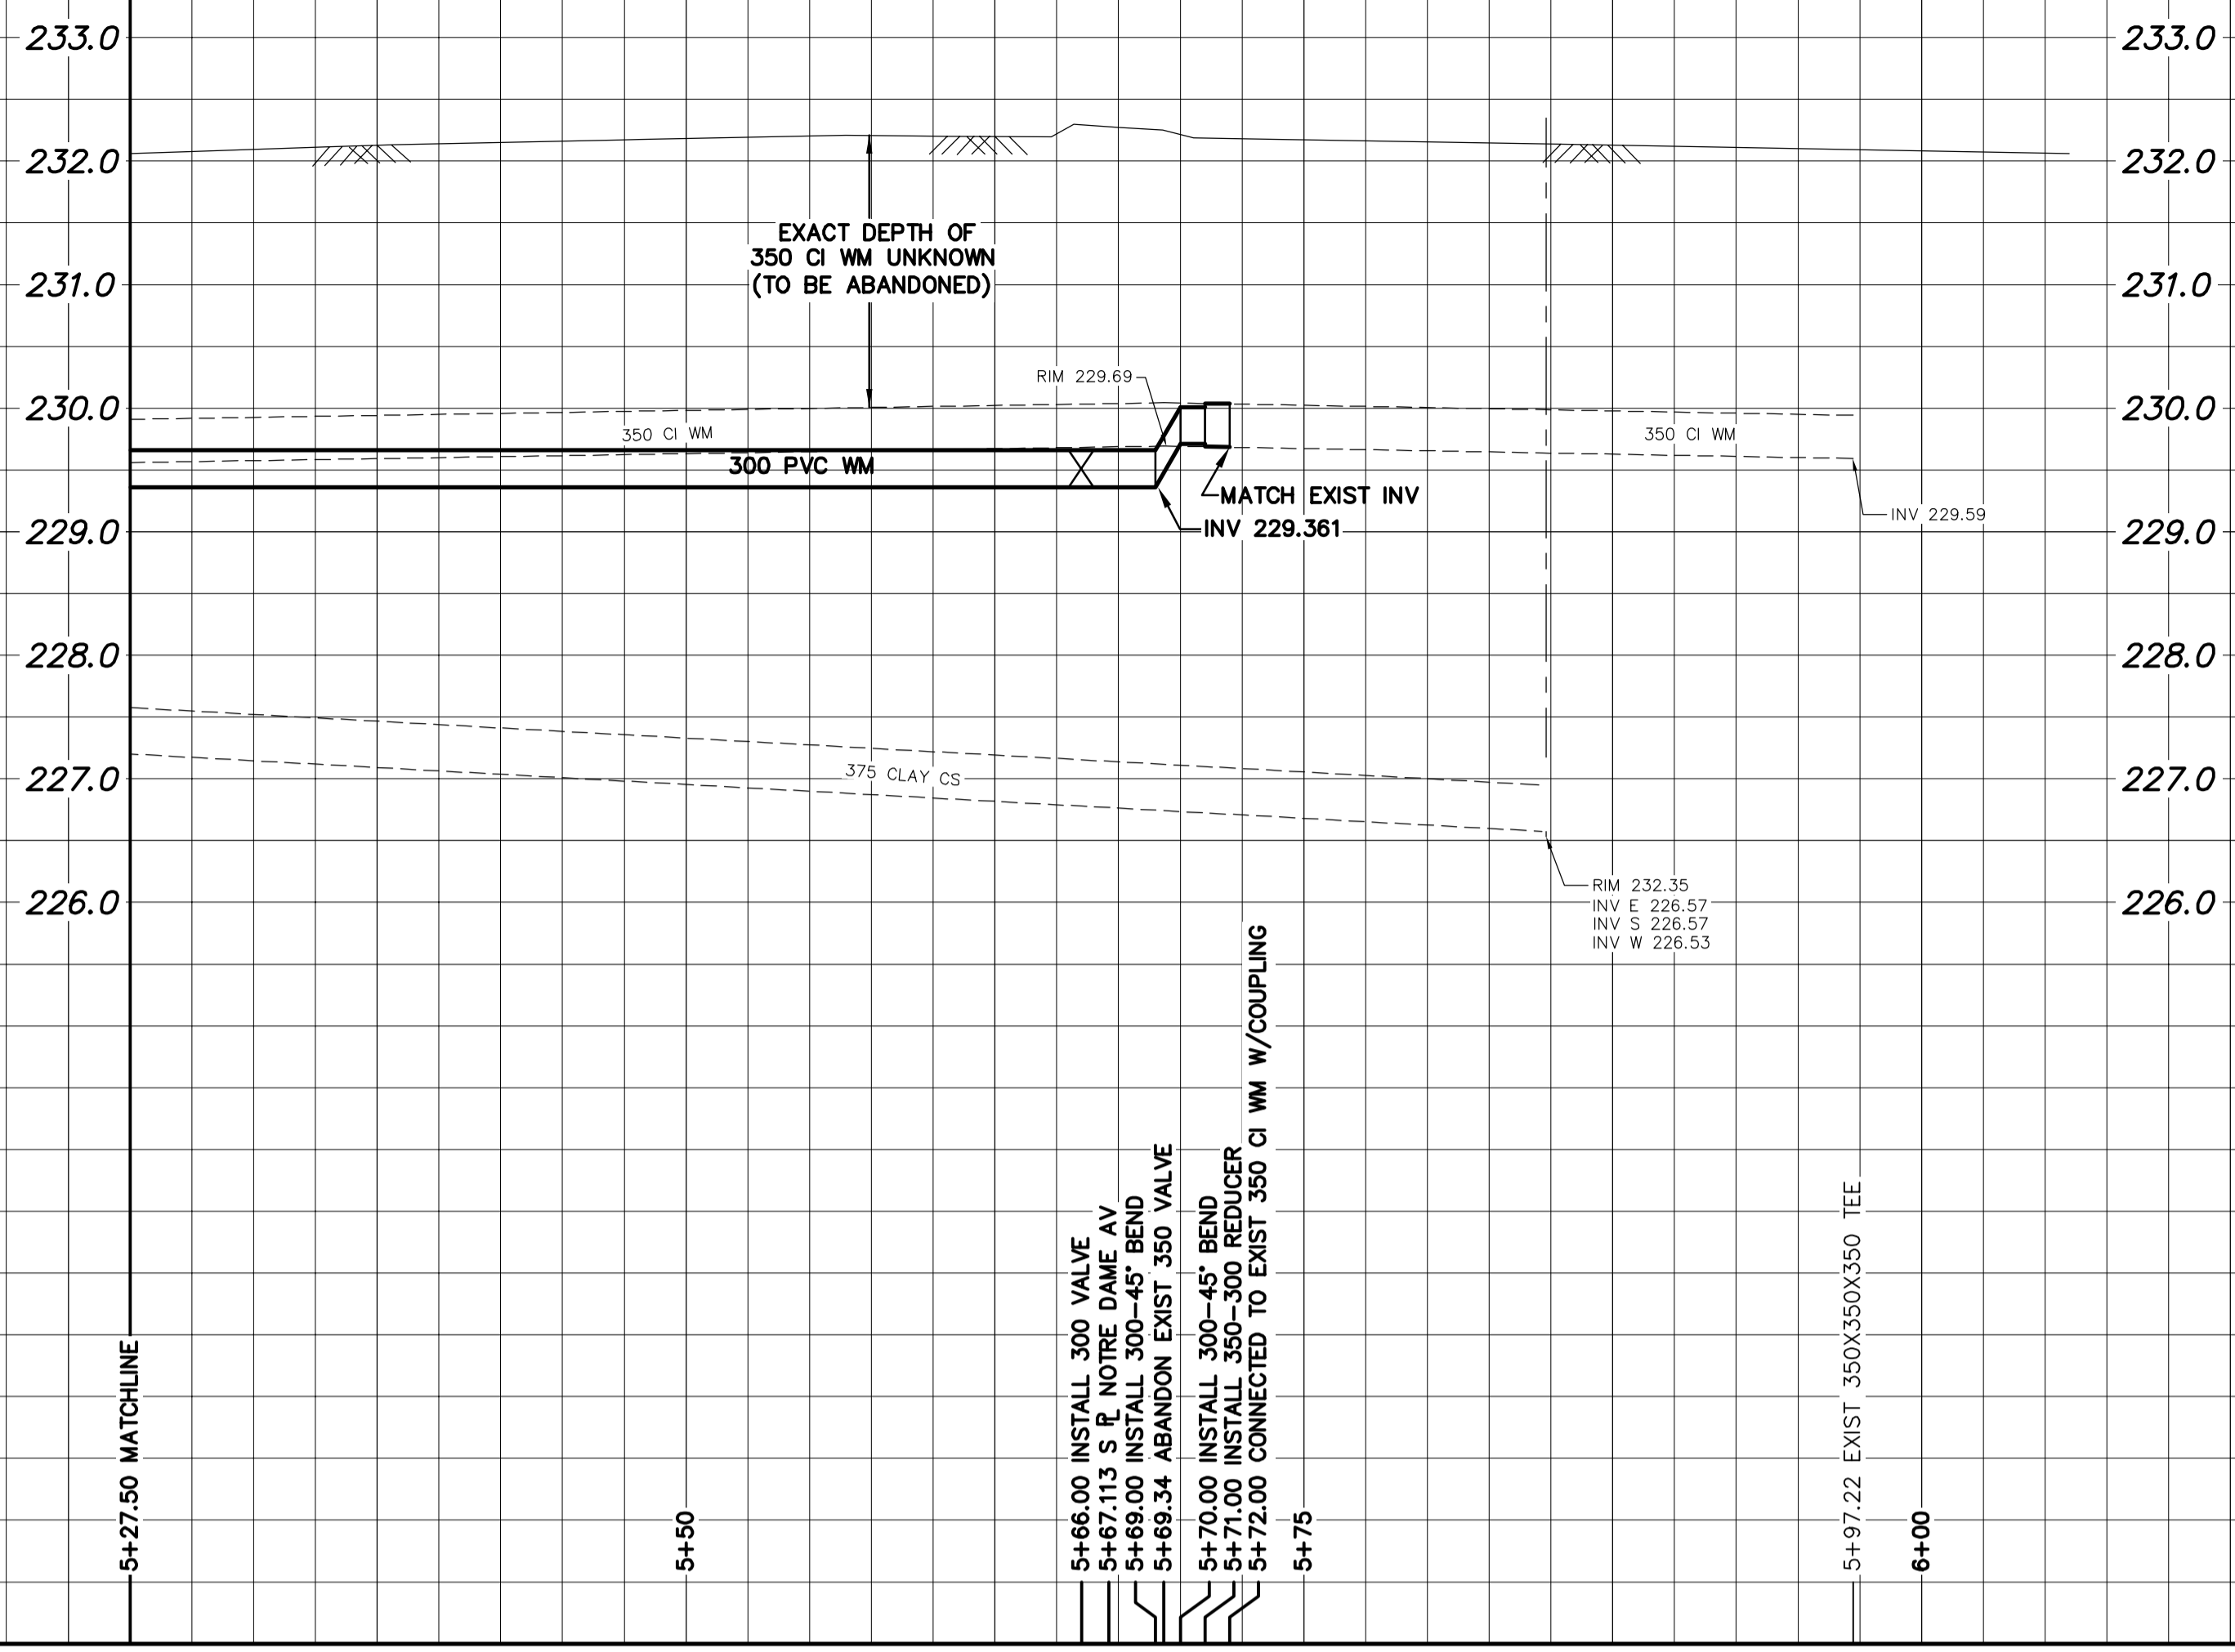 233.0
233.0
232.0
232.0
EXACT DEPTH OF
350 CI WM UNKNOWN
(TO BE ABANDONED)
231.0
231.0
RIM 229.69
230.0
230.0
350 CI WM
350 CI WM
300 PVC WM
MATCH EXIST INV
INV 229.361
INV 229.59
229.0
229.0
228.0
228.0
227.0
227.0
375 CLAY CS
RIM 232.35
INV E 226.57
INV S 226.57
INV W 226.53
226.0
226.0
5+27.50 MATCHLINE
5+50
5+66.00 INSTALL 300 VALVE
5+67.113 S PL NOTRE DAME AV
5+69.00 INSTALL 300-45° BEND
5+69.34 ABANDON EXIST 350 VALVE
5+70.00 INSTALL 300-45° BEND
5+71.00 INSTALL 350-300 REDUCER
5+72.00 CONNECTED TO EXIST 350 CI WM W/COUPLING
5+75
5+97.22 EXIST 350X350X350 TEE
6+00